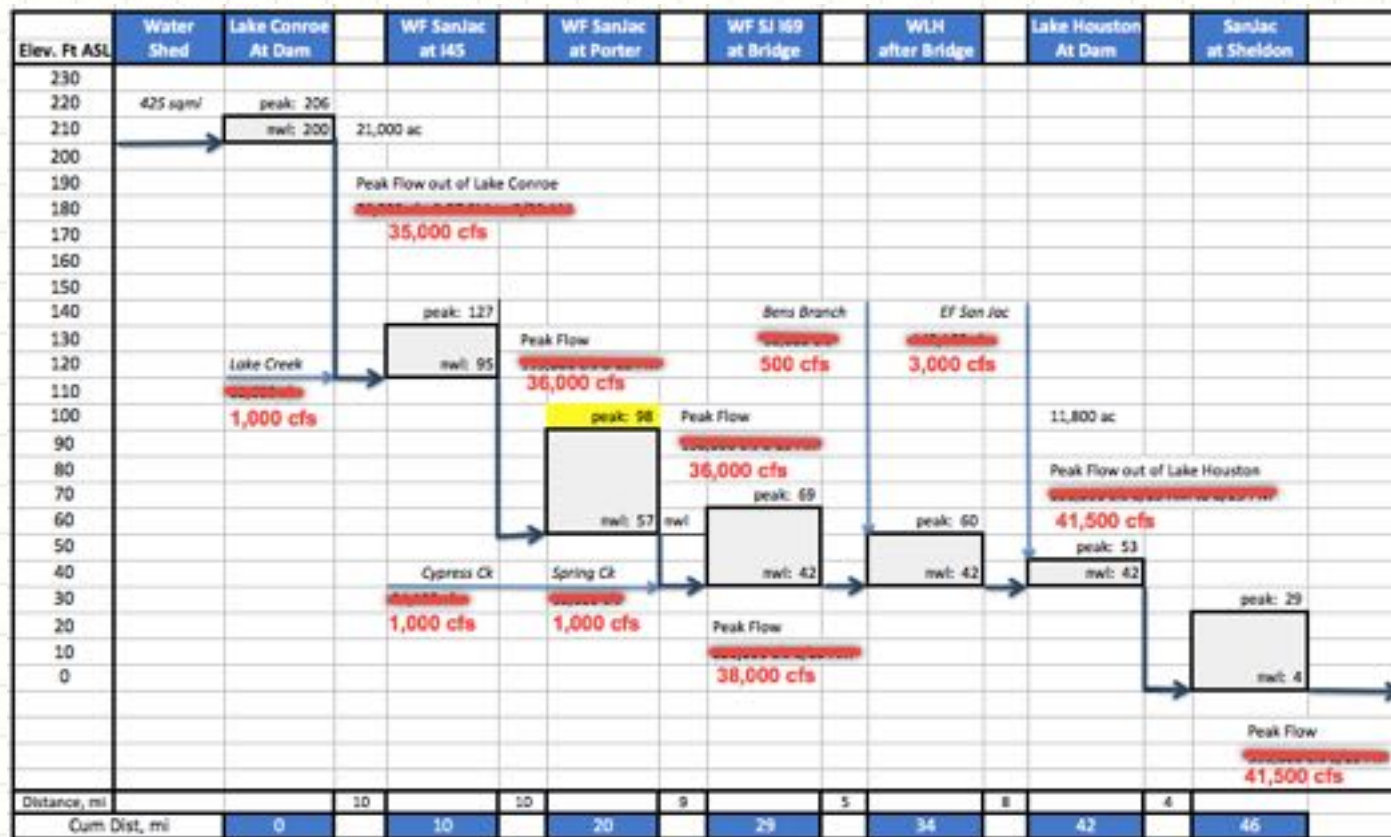 Elev. Ft ASL
Water Shed
Lake Conroe At Dam
WF SanJac at I45
WF SanJac at Porter
WF SJ I69 at Bridge
WLH after Bridge
Lake Houston At Dam
SanJac at Sheldon
230
220 425 sqmi peak: 206
210 nwl: 200 21,000 ac
200
190 Peak Flow out of Lake Conroe
180
170 35,000 cfs
160
150
140 peak: 127 Bens Branch EF San Jac
130 Peak Flow
120 Lake Creek nwl: 95 36,000 cfs 500 cfs 3,000 cfs
110
1,000 cfs
100 peak: 98 Peak Flow 11,800 ac
90
80 36,000 cfs Peak Flow out of Lake Houston
70 peak: 69
60 nwl: 57 nwl peak: 60 41,500 cfs
50 peak: 53
40 Cypress Ck Spring Ck nwl: 42 nwl: 42 nwl: 42
30 peak: 29
20 1,000 cfs 1,000 cfs Peak Flow
10
0 38,000 cfs nwl: 4
Peak Flow
41,500 cfs
Distance, mi 10 10 9 5 8 4
Cum Dist, mi 0 10 20 29 34 42 46